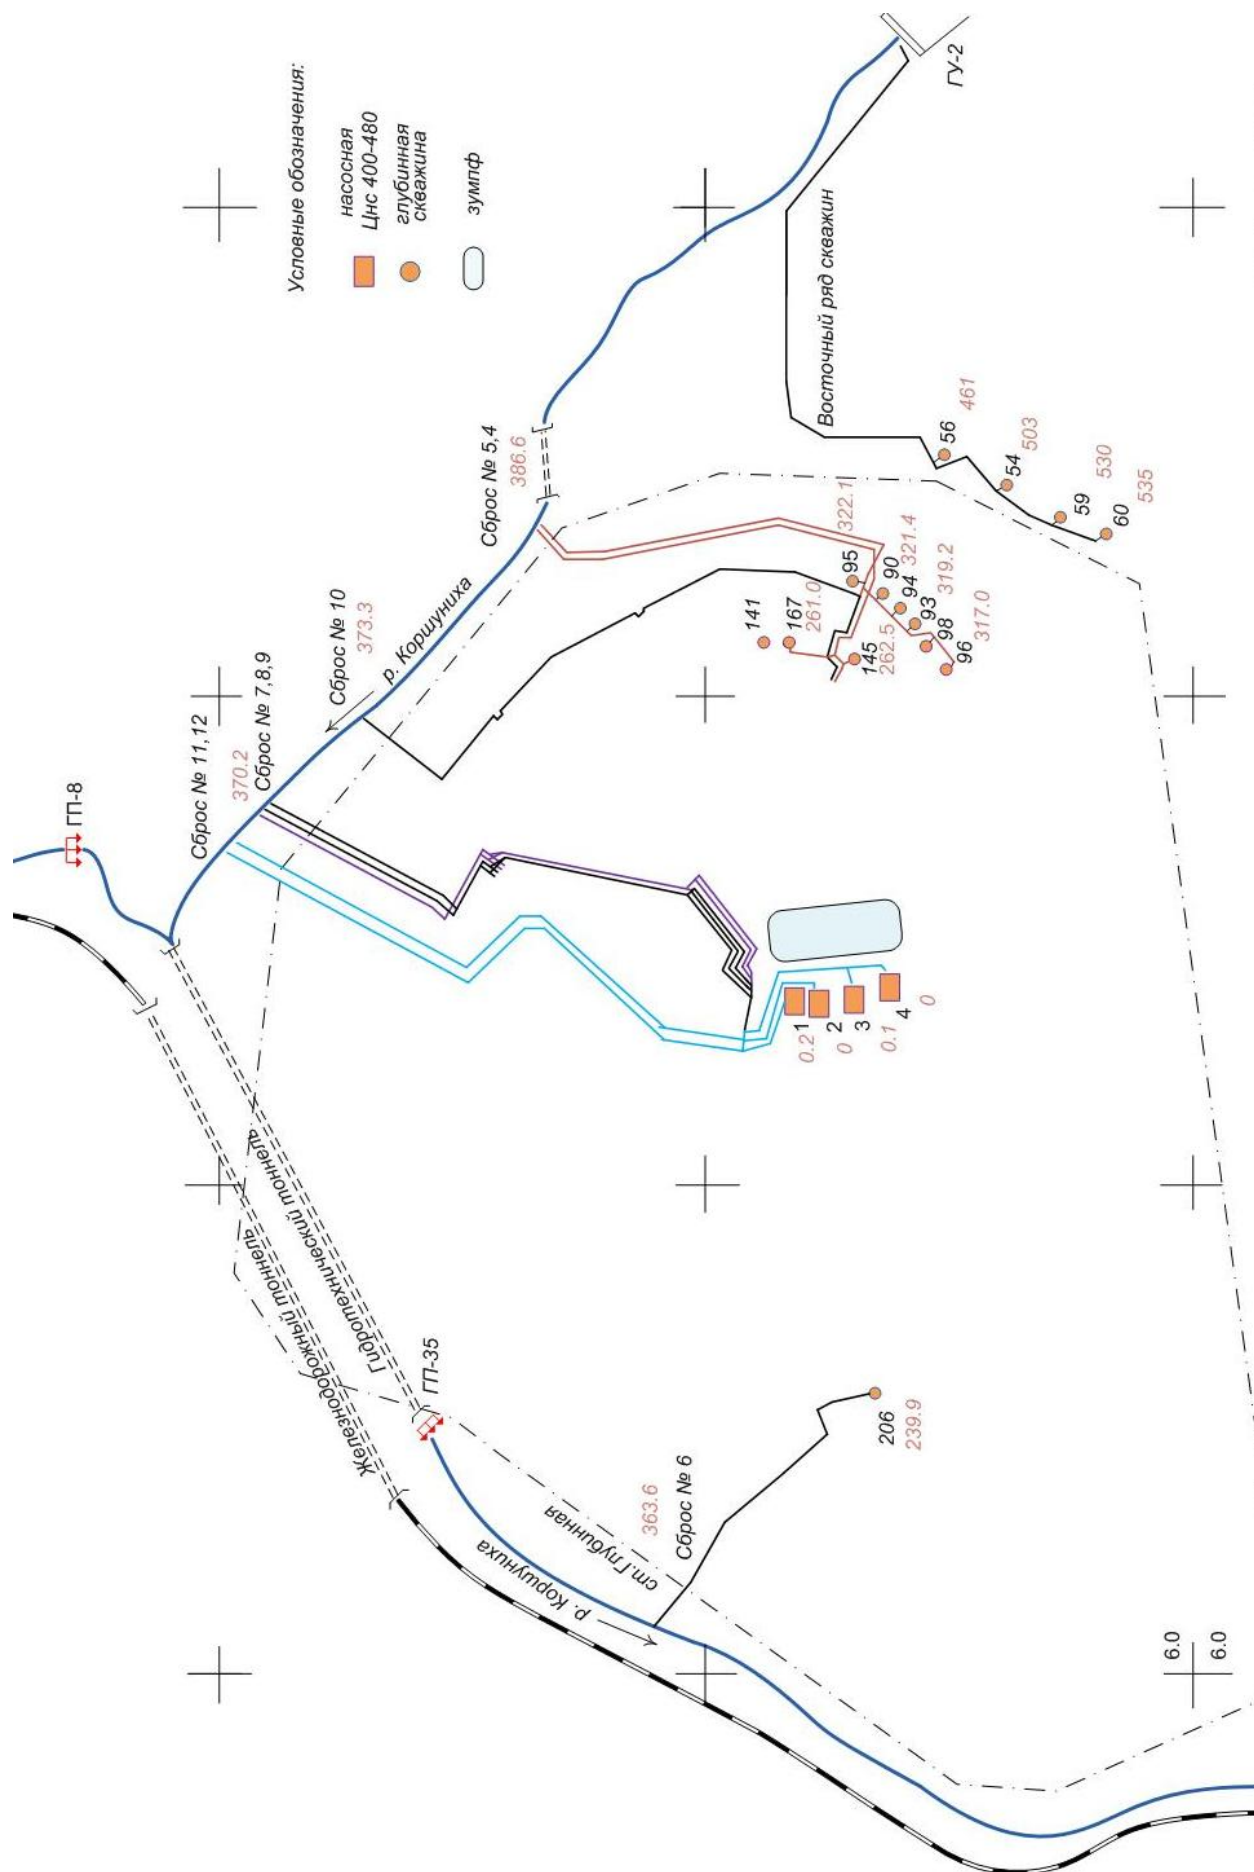 Условные обозначения:
насосная
Цнс 400-480
глубинная
скважина
зумпф
ГУ-2
Восточный ряд скважин
56
461
54
503
59
530
60
535
Сброс № 5,4
386.6
Сброс № 10
373.3
р. Коршуниха
Сброс № 7,8,9
Сброс № 11,12
370.2
ГП-8
322.1
95
90
321.4
94
319.2
93
98
317.0
96
141
167
261.0
145
262.5
1
0.2
2
0
3
0.1
4
0
Гидротехнический тоннель
Железнодорожный тоннель
ГП-35
206
239.9
Сброс № 6
363.6
ст.Глубинная
р. Коршуниха
6.0
6.0